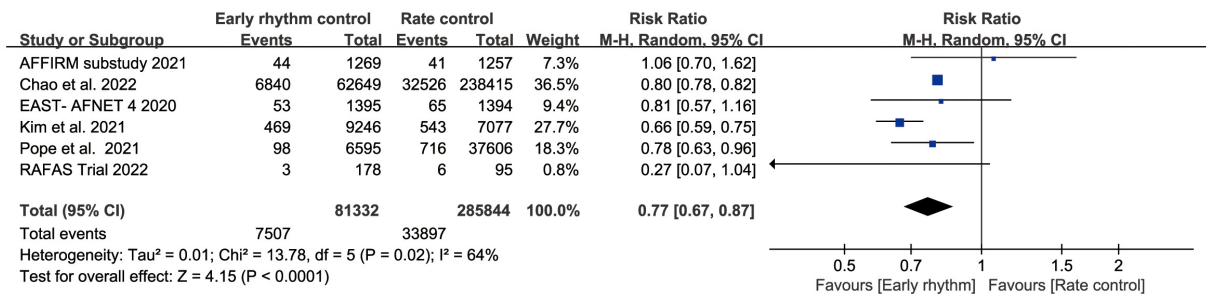 Early rhythm control Rate control Risk Ratio Risk Ratio
Study or Subgroup Events Total Events Total Weight M-H, Random, 95% CI M-H, Random, 95% CI
AFFIRM substudy 2021 44 1269 41 1257 7.3% 1.06 [0.70, 1.62]
Chao et al. 2022 6840 62649 32526 238415 36.5% 0.80 [0.78, 0.82]
EAST- AFNET 4 2020 53 1395 65 1394 9.4% 0.81 [0.57, 1.16]
Kim et al. 2021 469 9246 543 7077 27.7% 0.66 [0.59, 0.75]
Pope et al. 2021 98 6595 716 37606 18.3% 0.78 [0.63, 0.96]
RAFAS Trial 2022 3 178 6 95 0.8% 0.27 [0.07, 1.04]
Total (95% CI) 81332 285844 100.0% 0.77 [0.67, 0.87]
Total events 7507 33897
Heterogeneity: Tau² = 0.01; Chi² = 13.78, df = 5 (P = 0.02); I² = 64%
Test for overall effect: Z = 4.15 (P < 0.0001)
0.5 0.7 1 1.5 2
Favours [Early rhythm] Favours [Rate control]